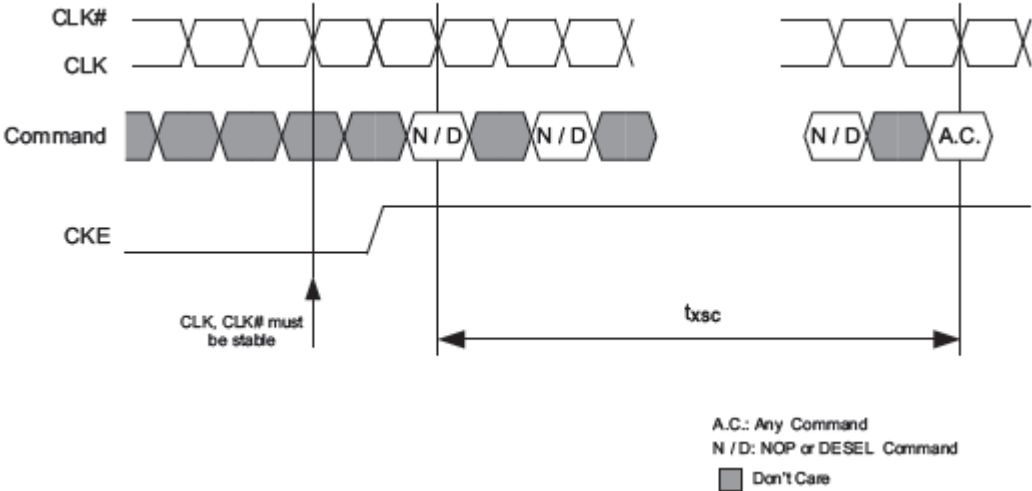 CLK#
CLK
Command
N / D
N / D
N / D
A.C.
CKE
CLK, CLK# must
be stable
txsc
A.C.: Any Command
N / D: NOP or DESEL Command
Don't Care